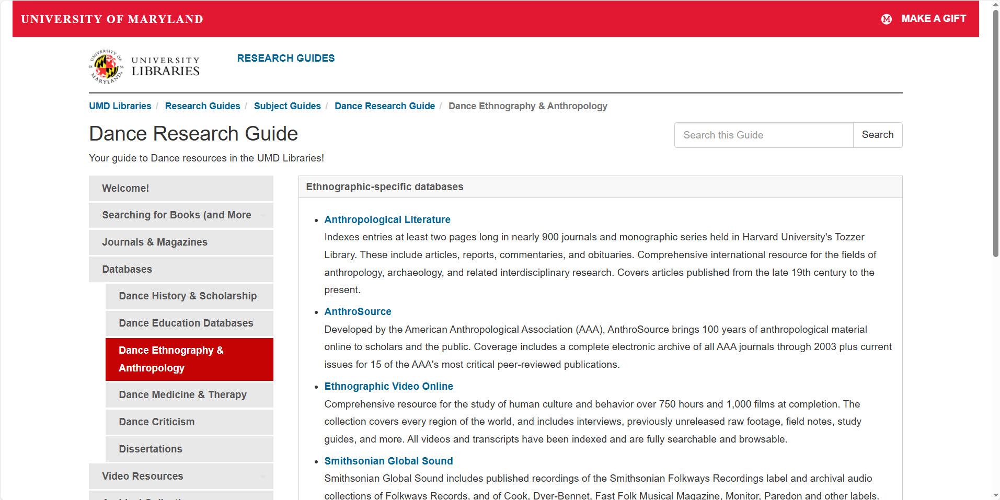 UNIVERSITY OF MARYLAND
M MAKE A GIFT
UNIVERSITY OF MARYLAND 18 56
UNIVERSITY
LIBRARIES
RESEARCH GUIDES
UMD Libraries / Research Guides / Subject Guides / Dance Research Guide / Dance Ethnography & Anthropology
Dance Research Guide
Search this Guide
Search
Your guide to Dance resources in the UMD Libraries!
Welcome!
Searching for Books (and More
Journals & Magazines
Databases
Dance History & Scholarship
Dance Education Databases
Dance Ethnography &
Anthropology
Dance Medicine & Therapy
Dance Criticism
Dissertations
Video Resources
Ethnographic-specific databases
Anthropological Literature
Indexes entries at least two pages long in nearly 900 journals and monographic series held in Harvard University's Tozzer
Library. These include articles, reports, commentaries, and obituaries. Comprehensive international resource for the fields of
anthropology, archaeology, and related interdisciplinary research. Covers articles published from the late 19th century to the
present.
AnthroSource
Developed by the American Anthropological Association (AAA), AnthroSource brings 100 years of anthropological material
online to scholars and the public. Coverage includes a complete electronic archive of all AAA journals through 2003 plus current
issues for 15 of the AAA's most critical peer-reviewed publications.
Ethnographic Video Online
Comprehensive resource for the study of human culture and behavior over 750 hours and 1,000 films at completion. The
collection covers every region of the world, and includes interviews, previously unreleased raw footage, field notes, study
guides, and more. All videos and transcripts have been indexed and are fully searchable and browsable.
Smithsonian Global Sound
Smithsonian Global Sound includes published recordings of the Smithsonian Folkways Recordings label and archival audio
collections of Folkways Records, and of Cook, Dyer-Bennet, Fast Folk Musical Magazine, Monitor, Paredon and other labels.